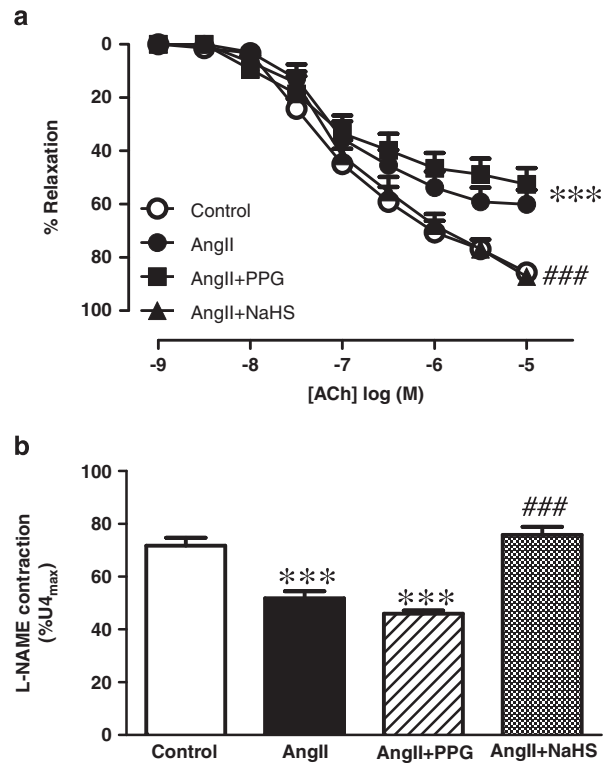 a
0
20
40
60
80
100
% Relaxation
Control
AngII
AngII+PPG
AngII+NaHS
***
###
-9 -8 -7 -6 -5
[ACh] log (M)
b
100
80
60
40
20
0
L-NAME contraction
(%U4max)
***
***
###
Control AngII AngII+PPG AngII+NaHS